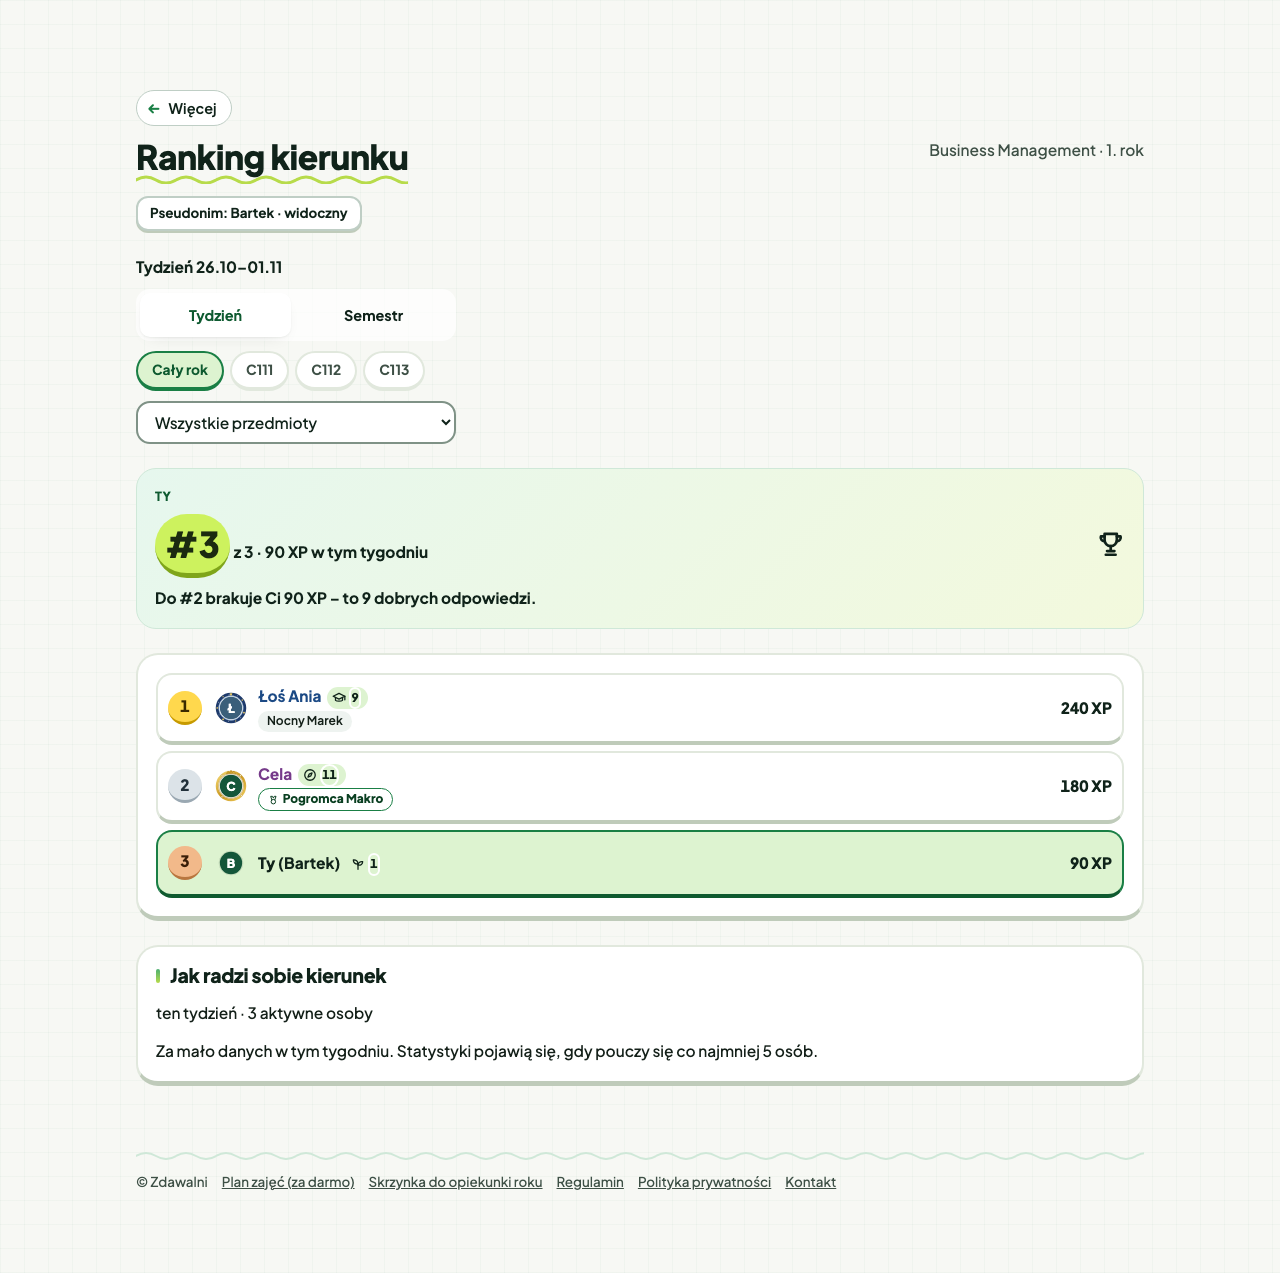 Więcej
Ranking kierunku
Business Management · 1. rok
Pseudonim: Bartek · widoczny
Tydzień 26.10–01.11
Tydzień Semestr
Cały rok C111 C112 C113
Wszystkie przedmioty
TY
#3 z 3 · 90 XP w tym tygodniu
Do #2 brakuje Ci 90 XP – to 9 dobrych odpowiedzi.
1 Ł Łoś Ania 9 240 XP
Nocny Marek
2 C Cela 11 180 XP
Pogromca Makro
3 B Ty (Bartek) 1 90 XP
Jak radzi sobie kierunek
ten tydzień · 3 aktywne osoby
Za mało danych w tym tygodniu. Statystyki pojawią się, gdy pouczy się co najmniej 5 osób.
© Zdawalni Plan zajęć (za darmo) Skrzynka do opiekunki roku Regulamin Polityka prywatności Kontakt